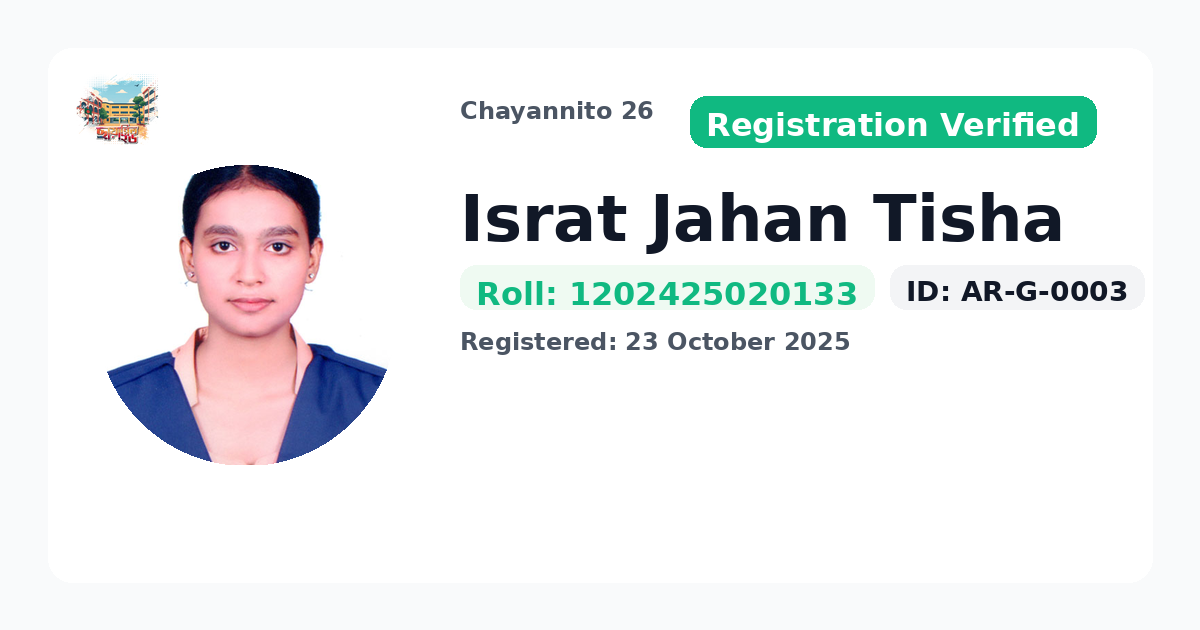 Chayannito 26
Registration Verified
Israt Jahan Tisha
Roll: 1202425020133
ID: AR-G-0003
Registered: 23 October 2025